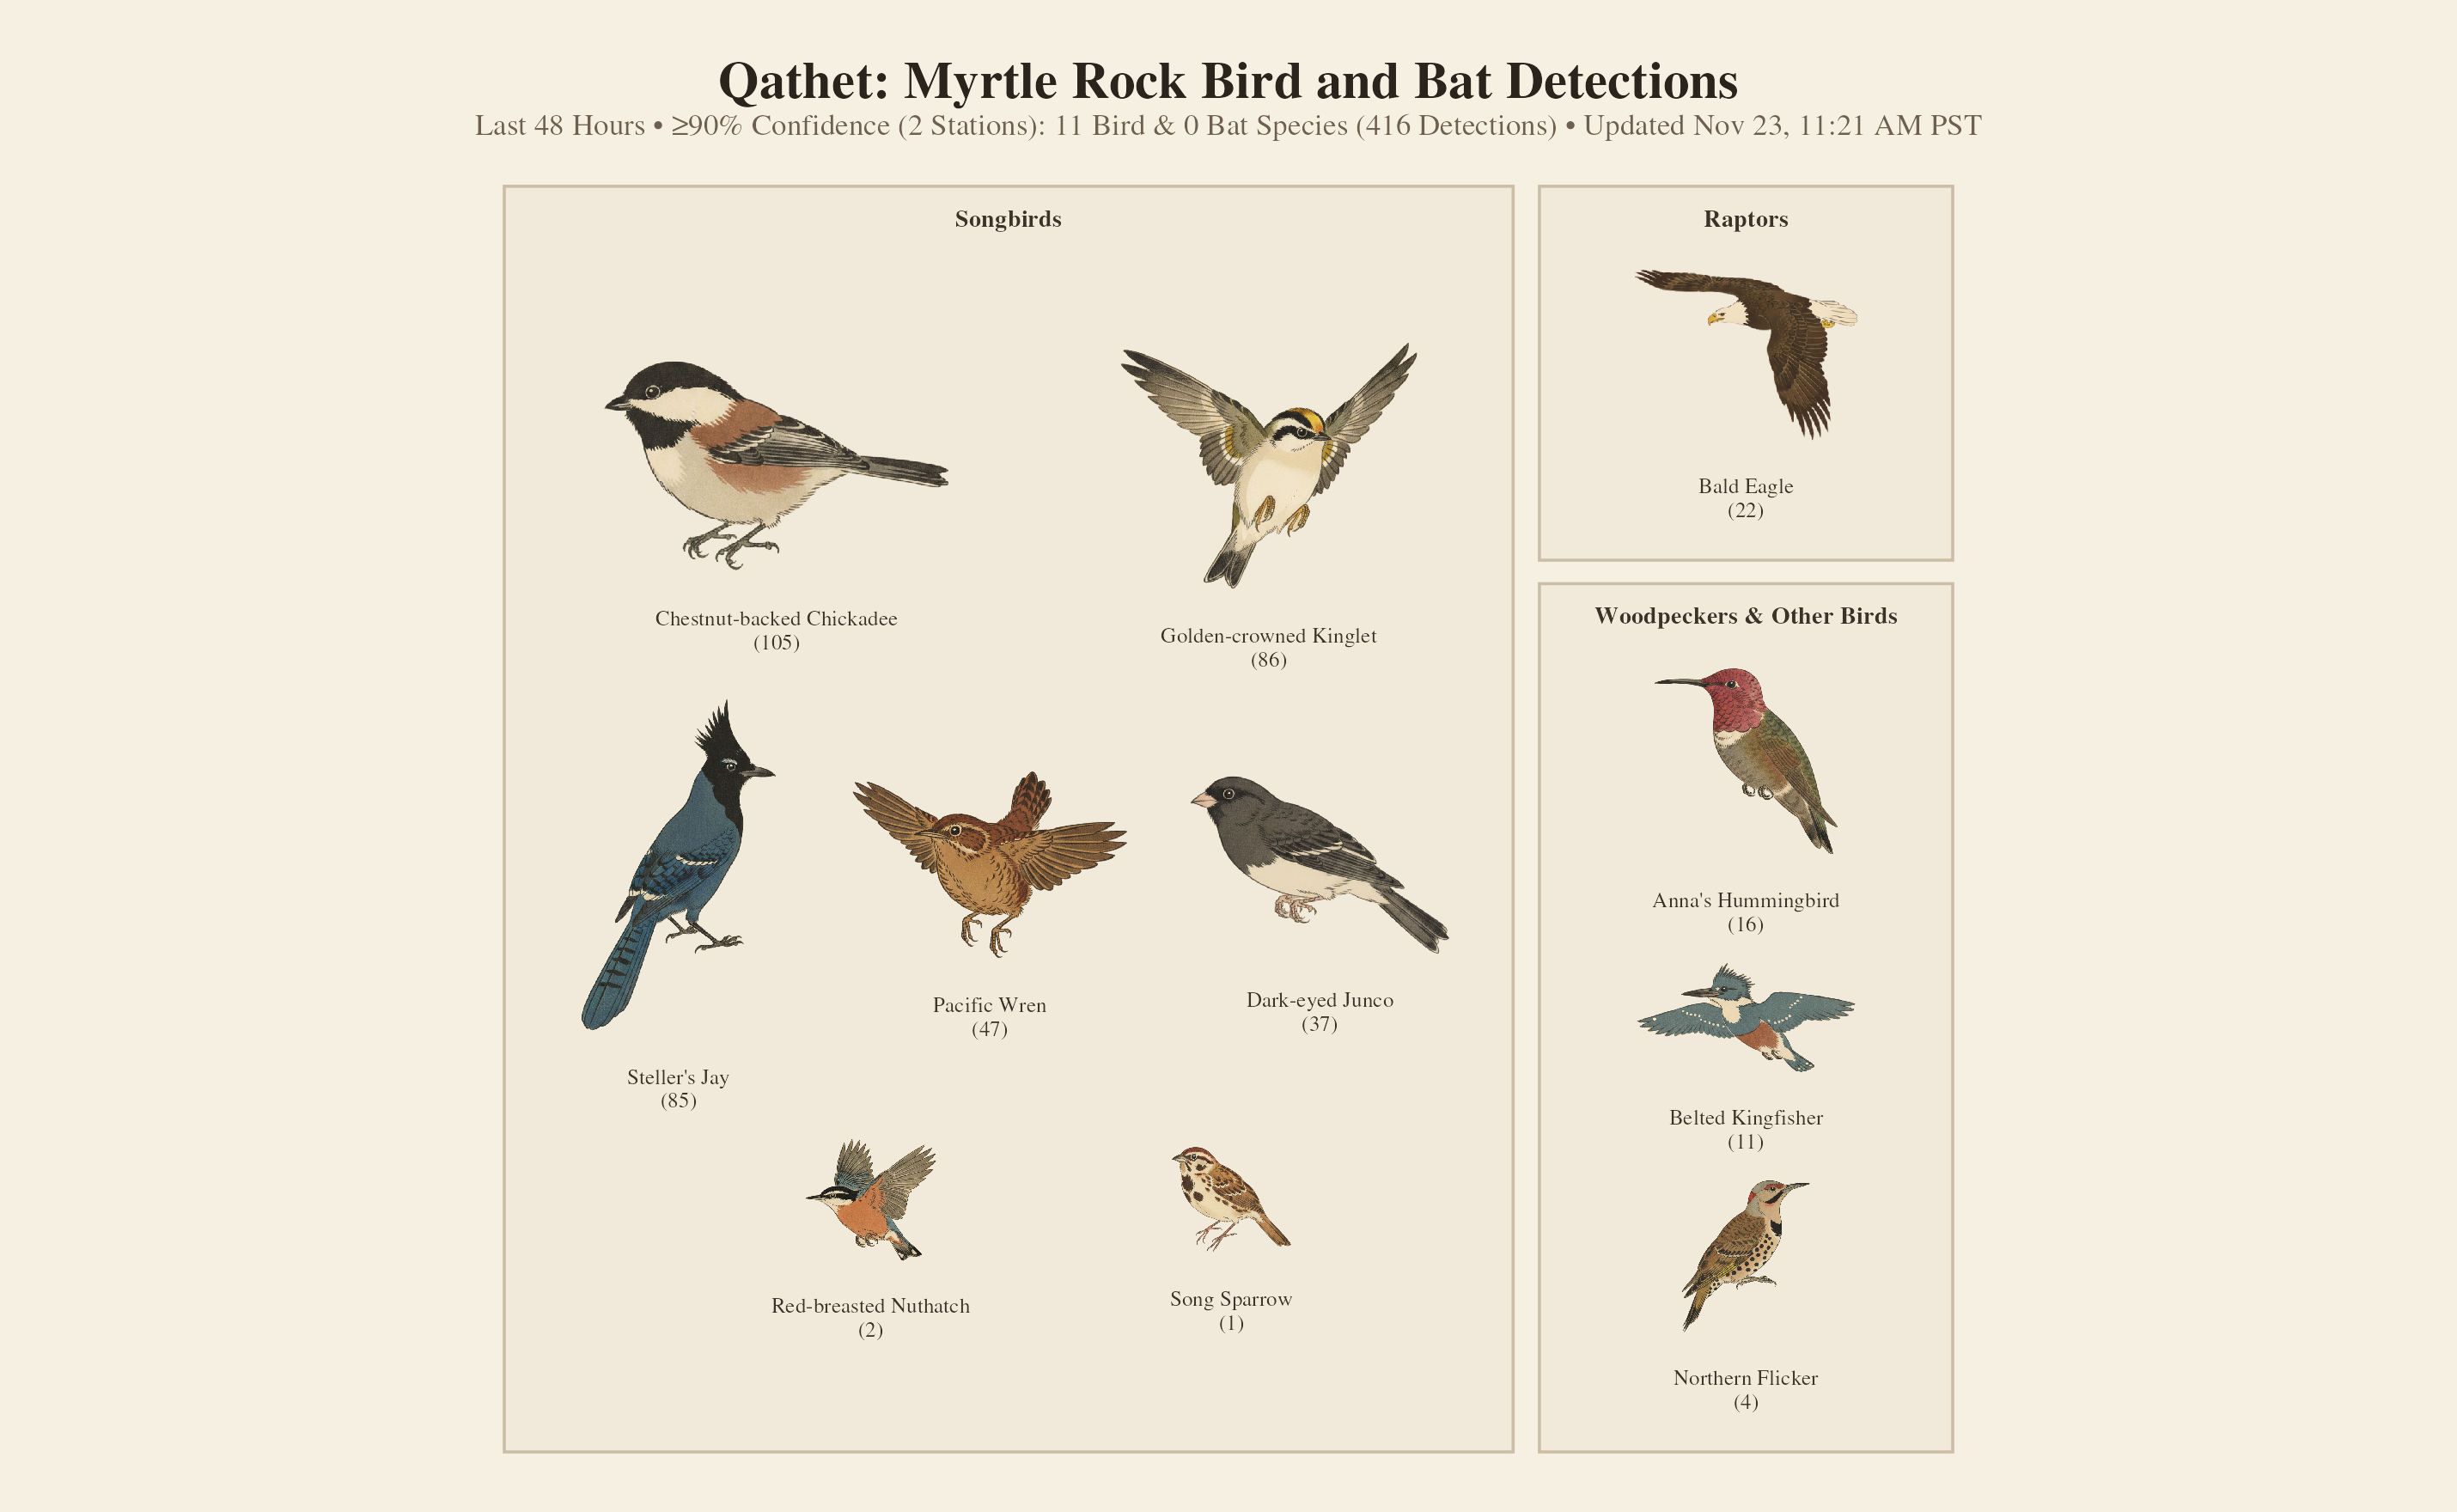 Qathet: Myrtle Rock Bird and Bat Detections
Last 48 Hours • ≥90% Confidence (2 Stations): 11 Bird & 0 Bat Species (416 Detections) • Updated Nov 23, 11:21 AM PST
Songbirds
Chestnut-backed Chickadee
(105)
Golden-crowned Kinglet
(86)
Steller's Jay
(85)
Pacific Wren
(47)
Dark-eyed Junco
(37)
Red-breasted Nuthatch
(2)
Song Sparrow
(1)
Raptors
Bald Eagle
(22)
Woodpeckers & Other Birds
Anna's Hummingbird
(16)
Belted Kingfisher
(11)
Northern Flicker
(4)